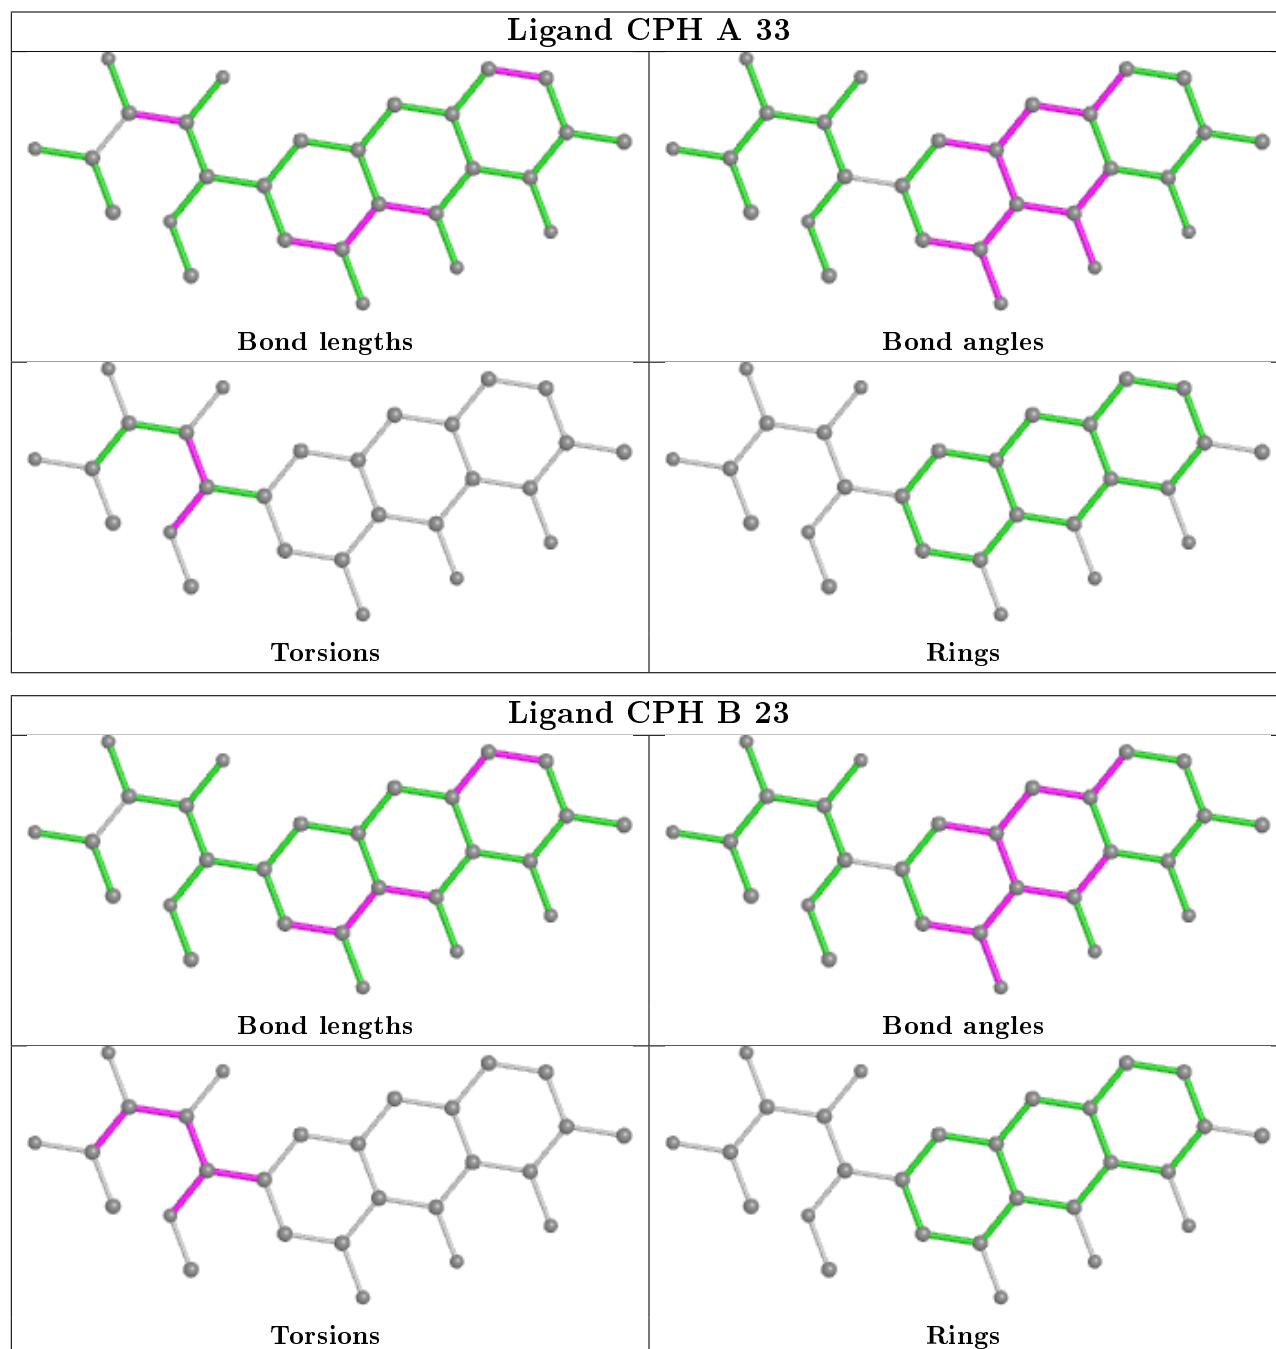 Ligand CPH A 33
Bond lengths
Bond angles
Torsions
Rings
Ligand CPH B 23
Bond lengths
Bond angles
Torsions
Rings